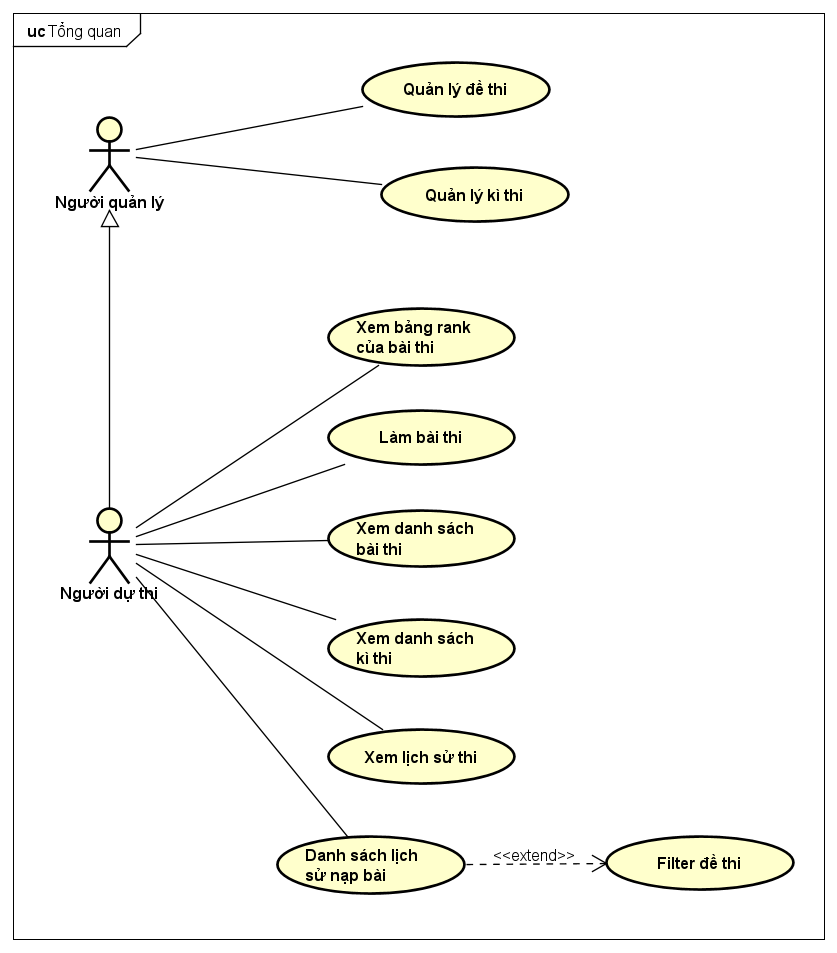 uc Tổng quan
Quản lý đề thi
Người quản lý
Quản lý kì thi
Xem bảng rank
của bài thi
Làm bài thi
Xem danh sách
bài thi
Người dự thi
Xem danh sách
kì thi
Xem lịch sử thi
Danh sách lịch
sử nạp bài
<<extend>>
Filter đề thi